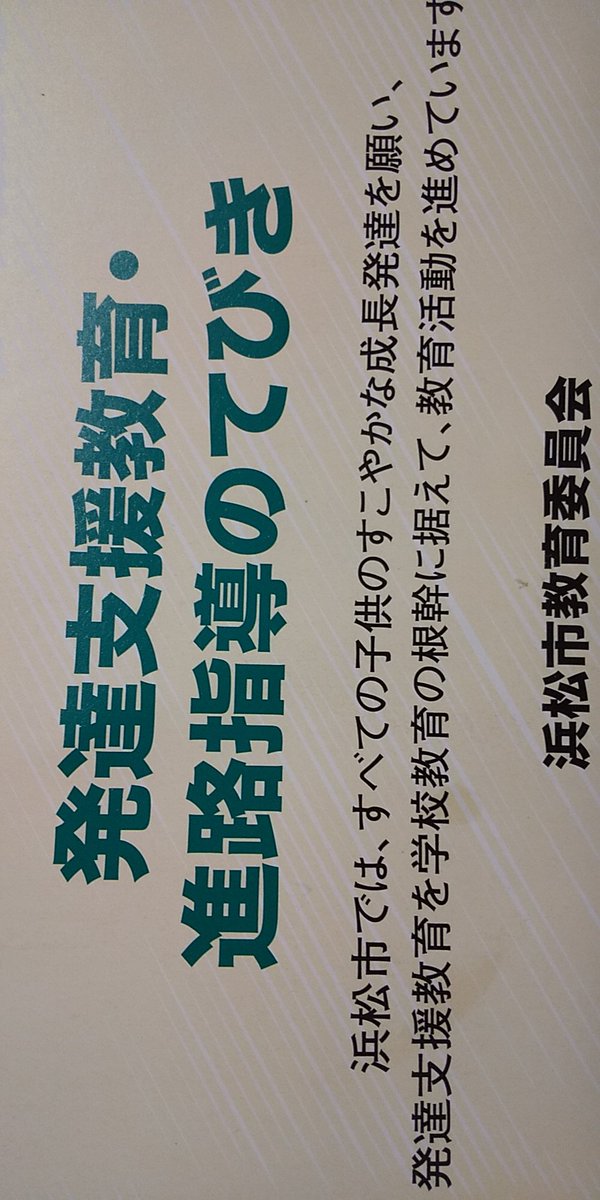 発達支援教育・
進路指導のてびき
浜松市では、すべての子供のすこやかな成長発達を願い、
発達支援教育を学校教育の根幹に据えて、教育活動を進めています
浜松市教育委員会